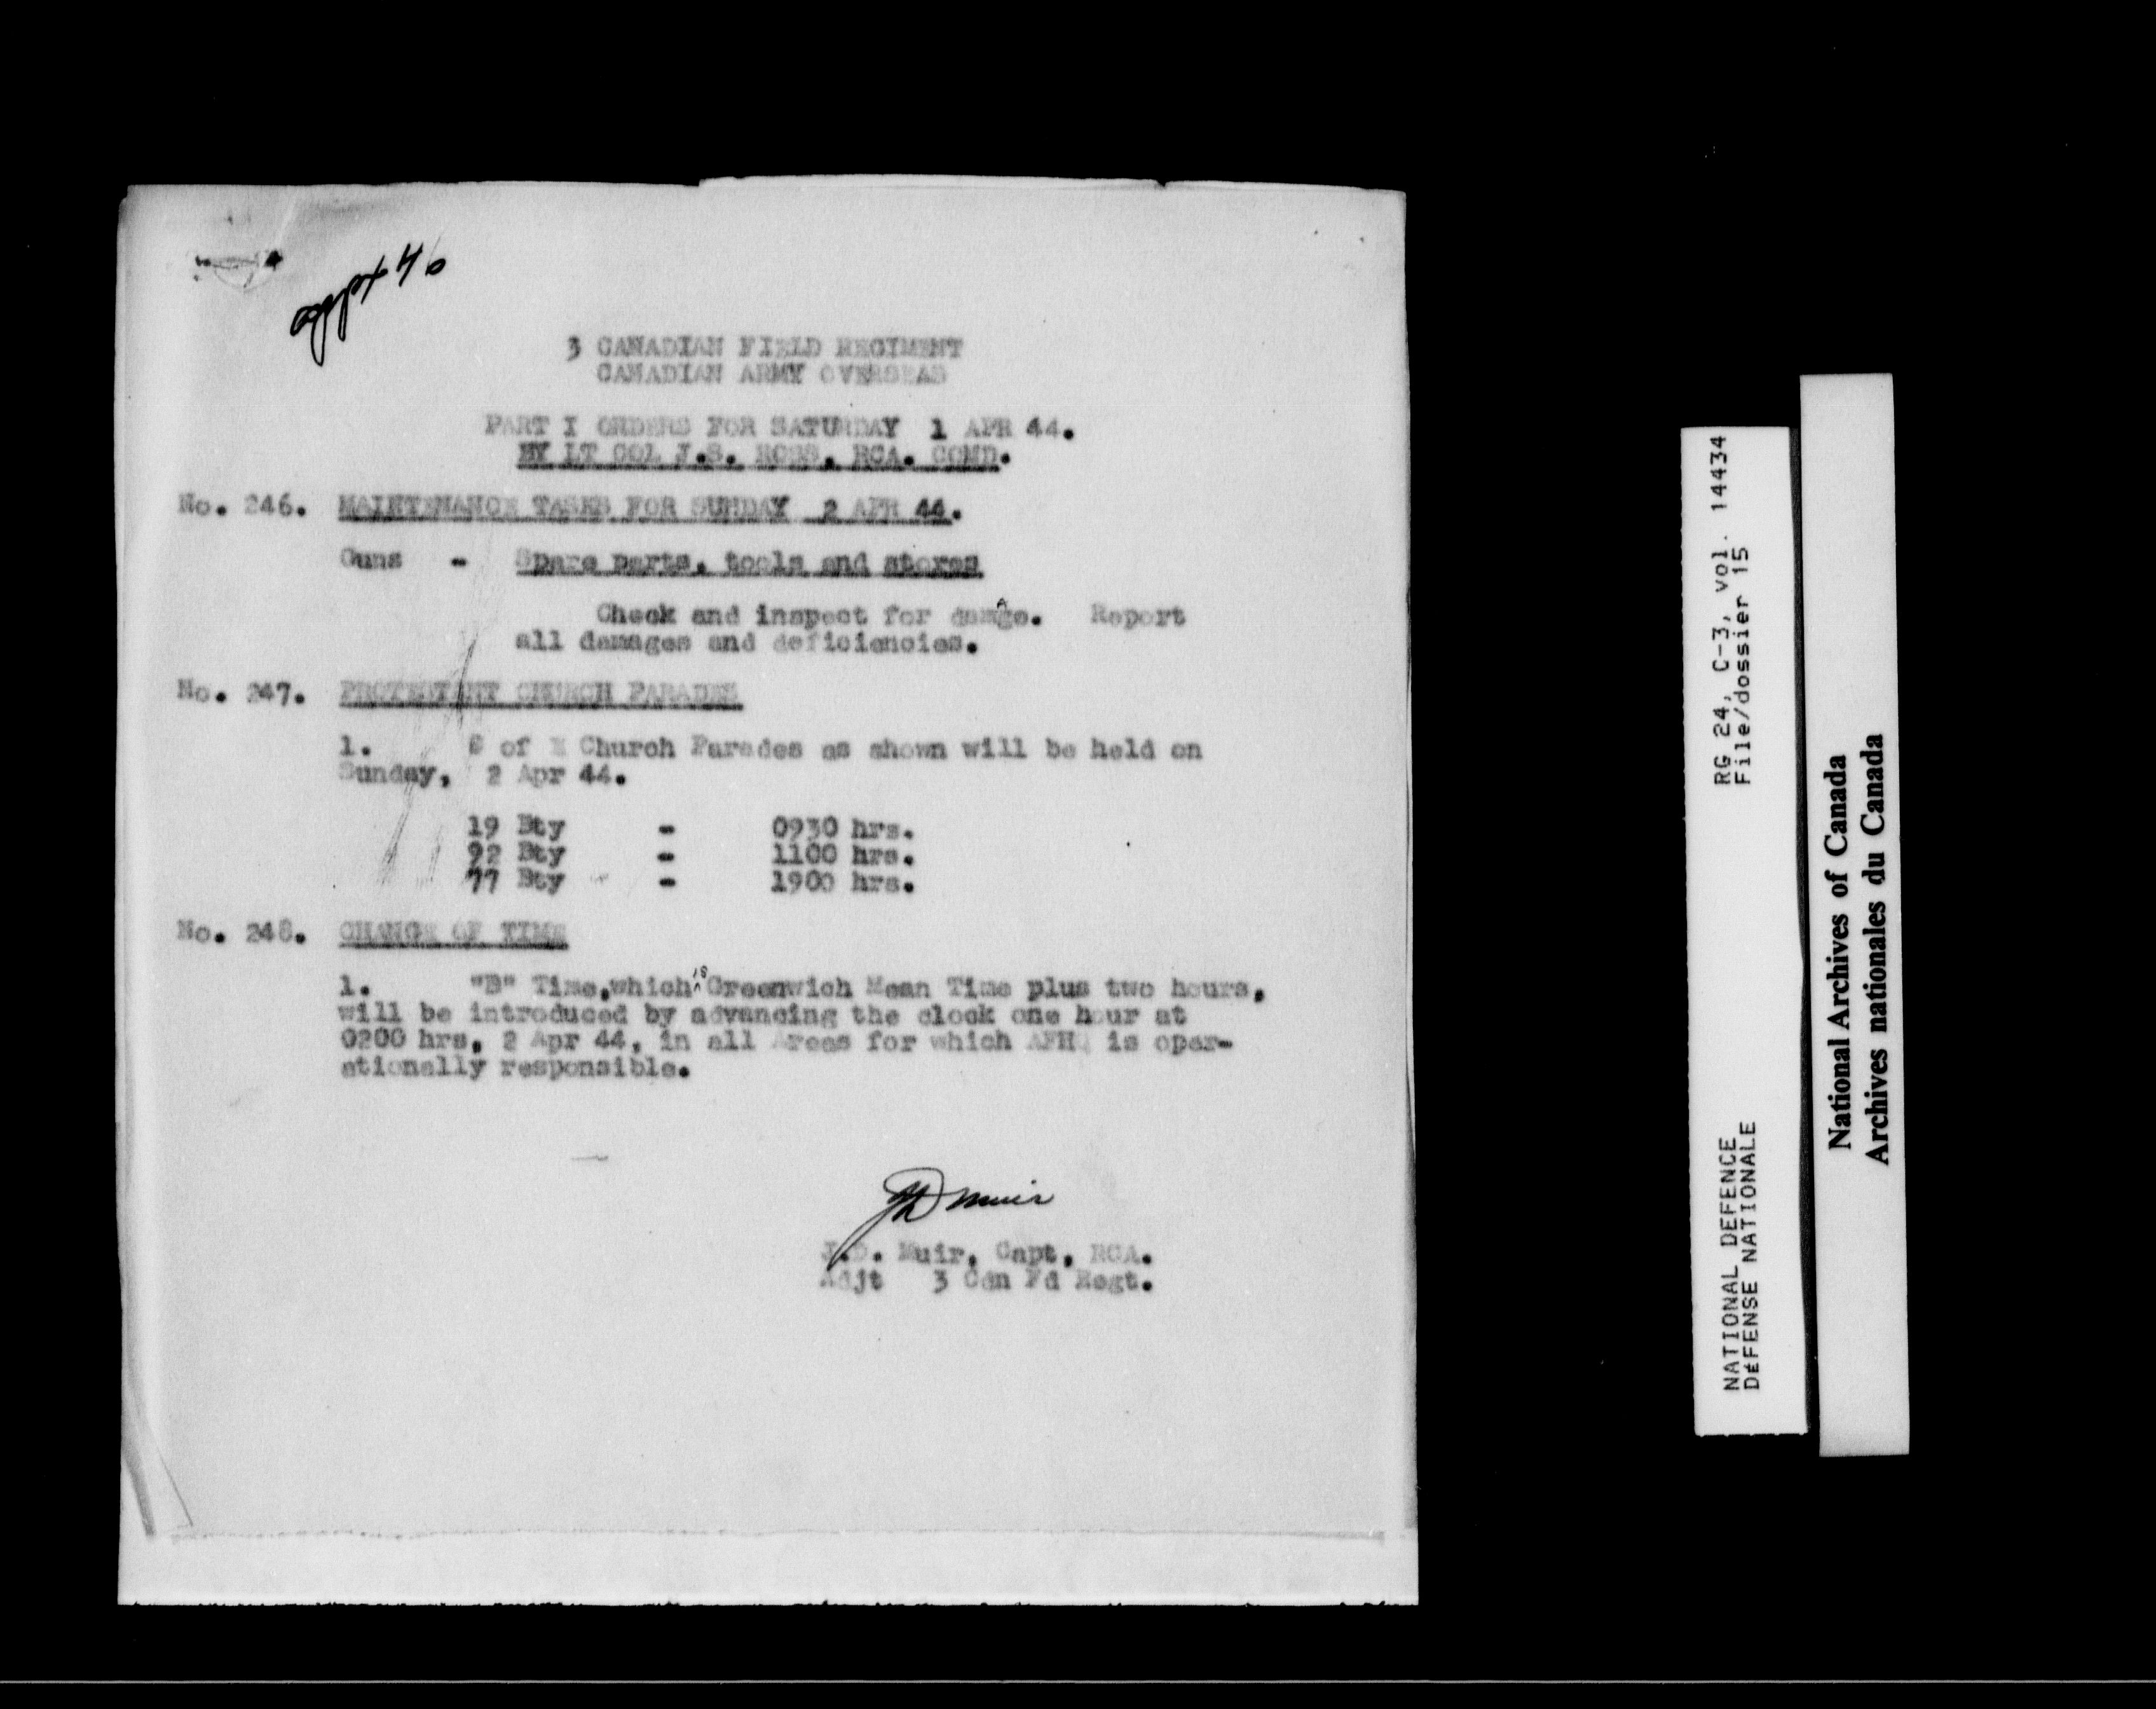 appx 46
3 CANADIAN FIELD REGIMENT
CANADIAN ARMY OVERSEAS
PART I ORDERS FOR SATURDAY 1 APR 44.
BY LT COL J.S. ROSS, RCA. COMD.
No. 246. MAINTENANCE TASKS FOR SUNDAY 2 APR 44.
Guns - Spare parts, tools and stores
Check and inspect for damage. Report
all damages and deficiencies.
No. 247. PROTESTANT CHURCH PARADES
1. C of E Church Parades as shown will be held on
Sunday, 2 Apr 44.
19 Bty - 0930 hrs.
92 Bty - 1100 hrs.
77 Bty - 1900 hrs.
No. 248. CHANGE OF TIME
1. "B" Time, which is Greenwich Mean Time plus two hours,
will be introduced by advancing the clock one hour at
0200 hrs, 2 Apr 44, in all Areas for which AFHQ is oper-
ationally responsible.
JD Muir
J.D. Muir, Capt, RCA.
Adjt 3 Cdn Fd Regt.
NATIONAL DEFENCE RG 24, C-3, vol. 14434
DÉFENSE NATIONALE File/dossier 15
National Archives of Canada
Archives nationales du Canada